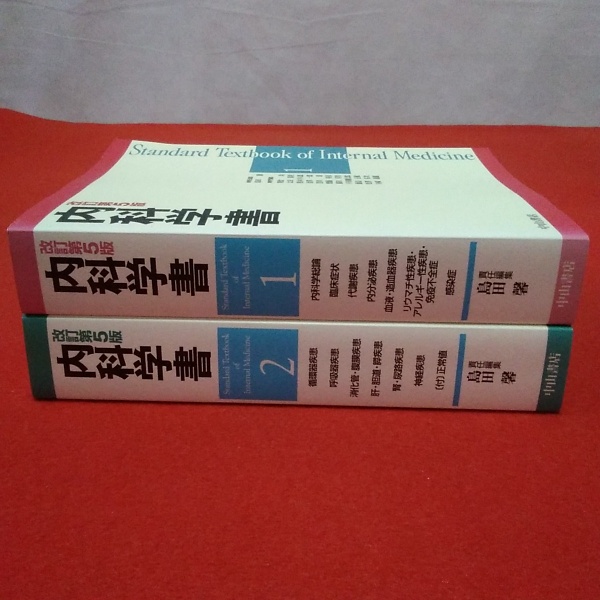 Standard Textbook of Internal Medicine
改訂第5版
内科学書
改訂第5版
内科学書
Standard Textbook
of
Internal Medicine
1
内科学総論
臨床症状
代謝疾患
内分泌疾患
血液・造血器疾患
リウマチ性疾患・
アレルギー性疾患・
免疫不全症
感染症
責任編集
島田 馨
中山書店
改訂第5版
内科学書
Standard Textbook
of
Internal Medicine
2
循環器疾患
呼吸器疾患
消化管・腹膜疾患
肝・胆道・膵疾患
腎・尿路疾患
神経疾患
(付)正常値
責任編集
島田 馨
中山書店